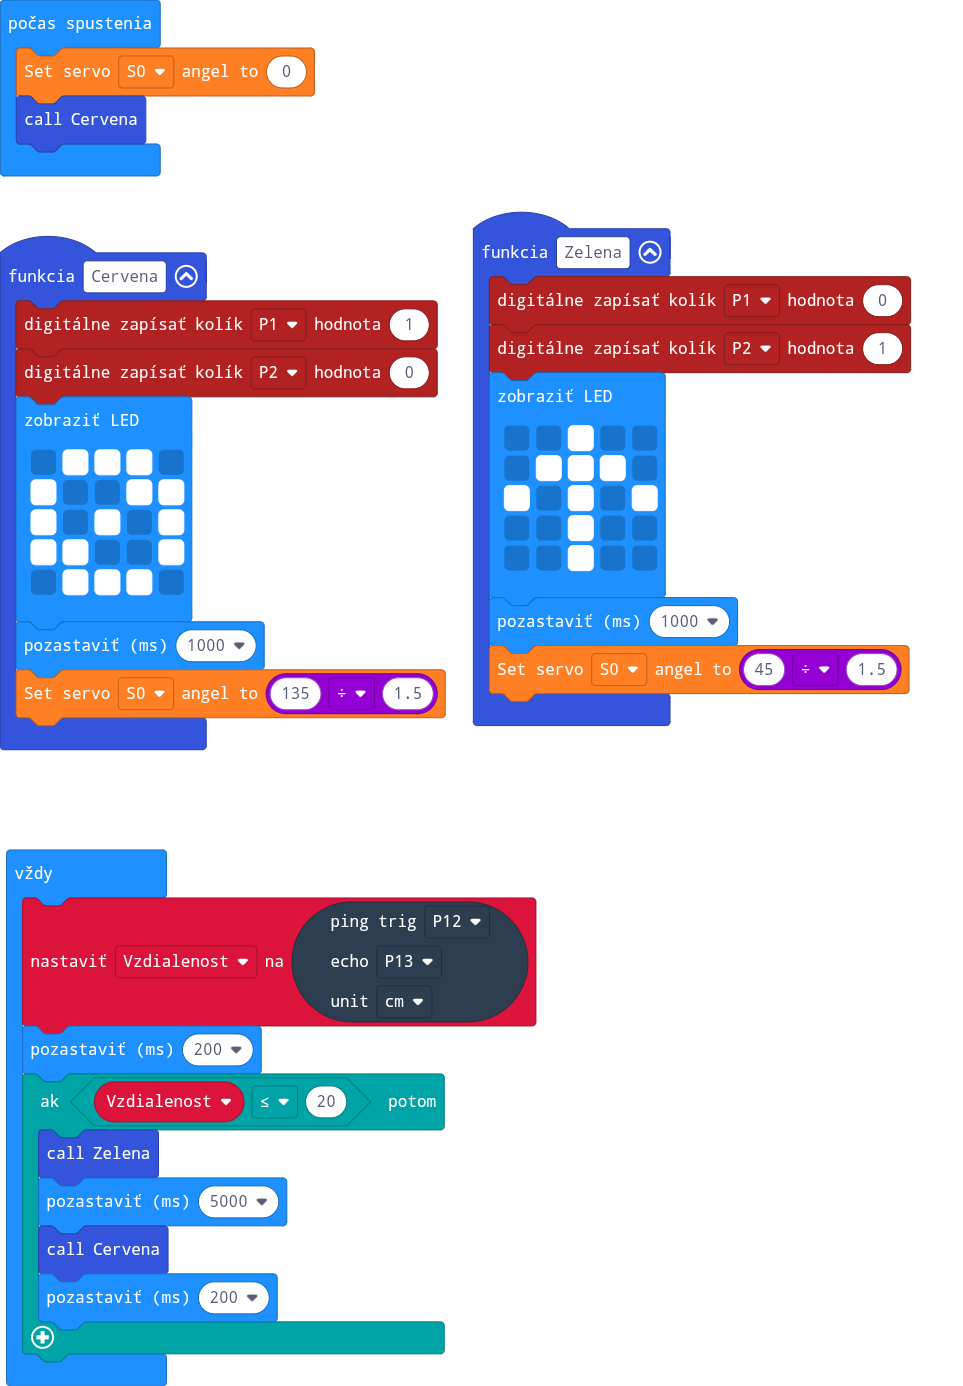 počas spustenia
Set servo S0 angel to 0
call Cervena
funkcia Cervena
digitálne zapísať kolík P1 hodnota 1
digitálne zapísať kolík P2 hodnota 0
zobraziť LED
pozastaviť (ms) 1000
Set servo S0 angel to 135 ÷ 1.5
funkcia Zelena
digitálne zapísať kolík P1 hodnota 0
digitálne zapísať kolík P2 hodnota 1
zobraziť LED
pozastaviť (ms) 1000
Set servo S0 angel to 45 ÷ 1.5
vždy
ping trig P12
nastaviť Vzdialenost na echo P13
unit cm
pozastaviť (ms) 200
ak Vzdialenost ≤ 20 potom
call Zelena
pozastaviť (ms) 5000
call Cervena
pozastaviť (ms) 200